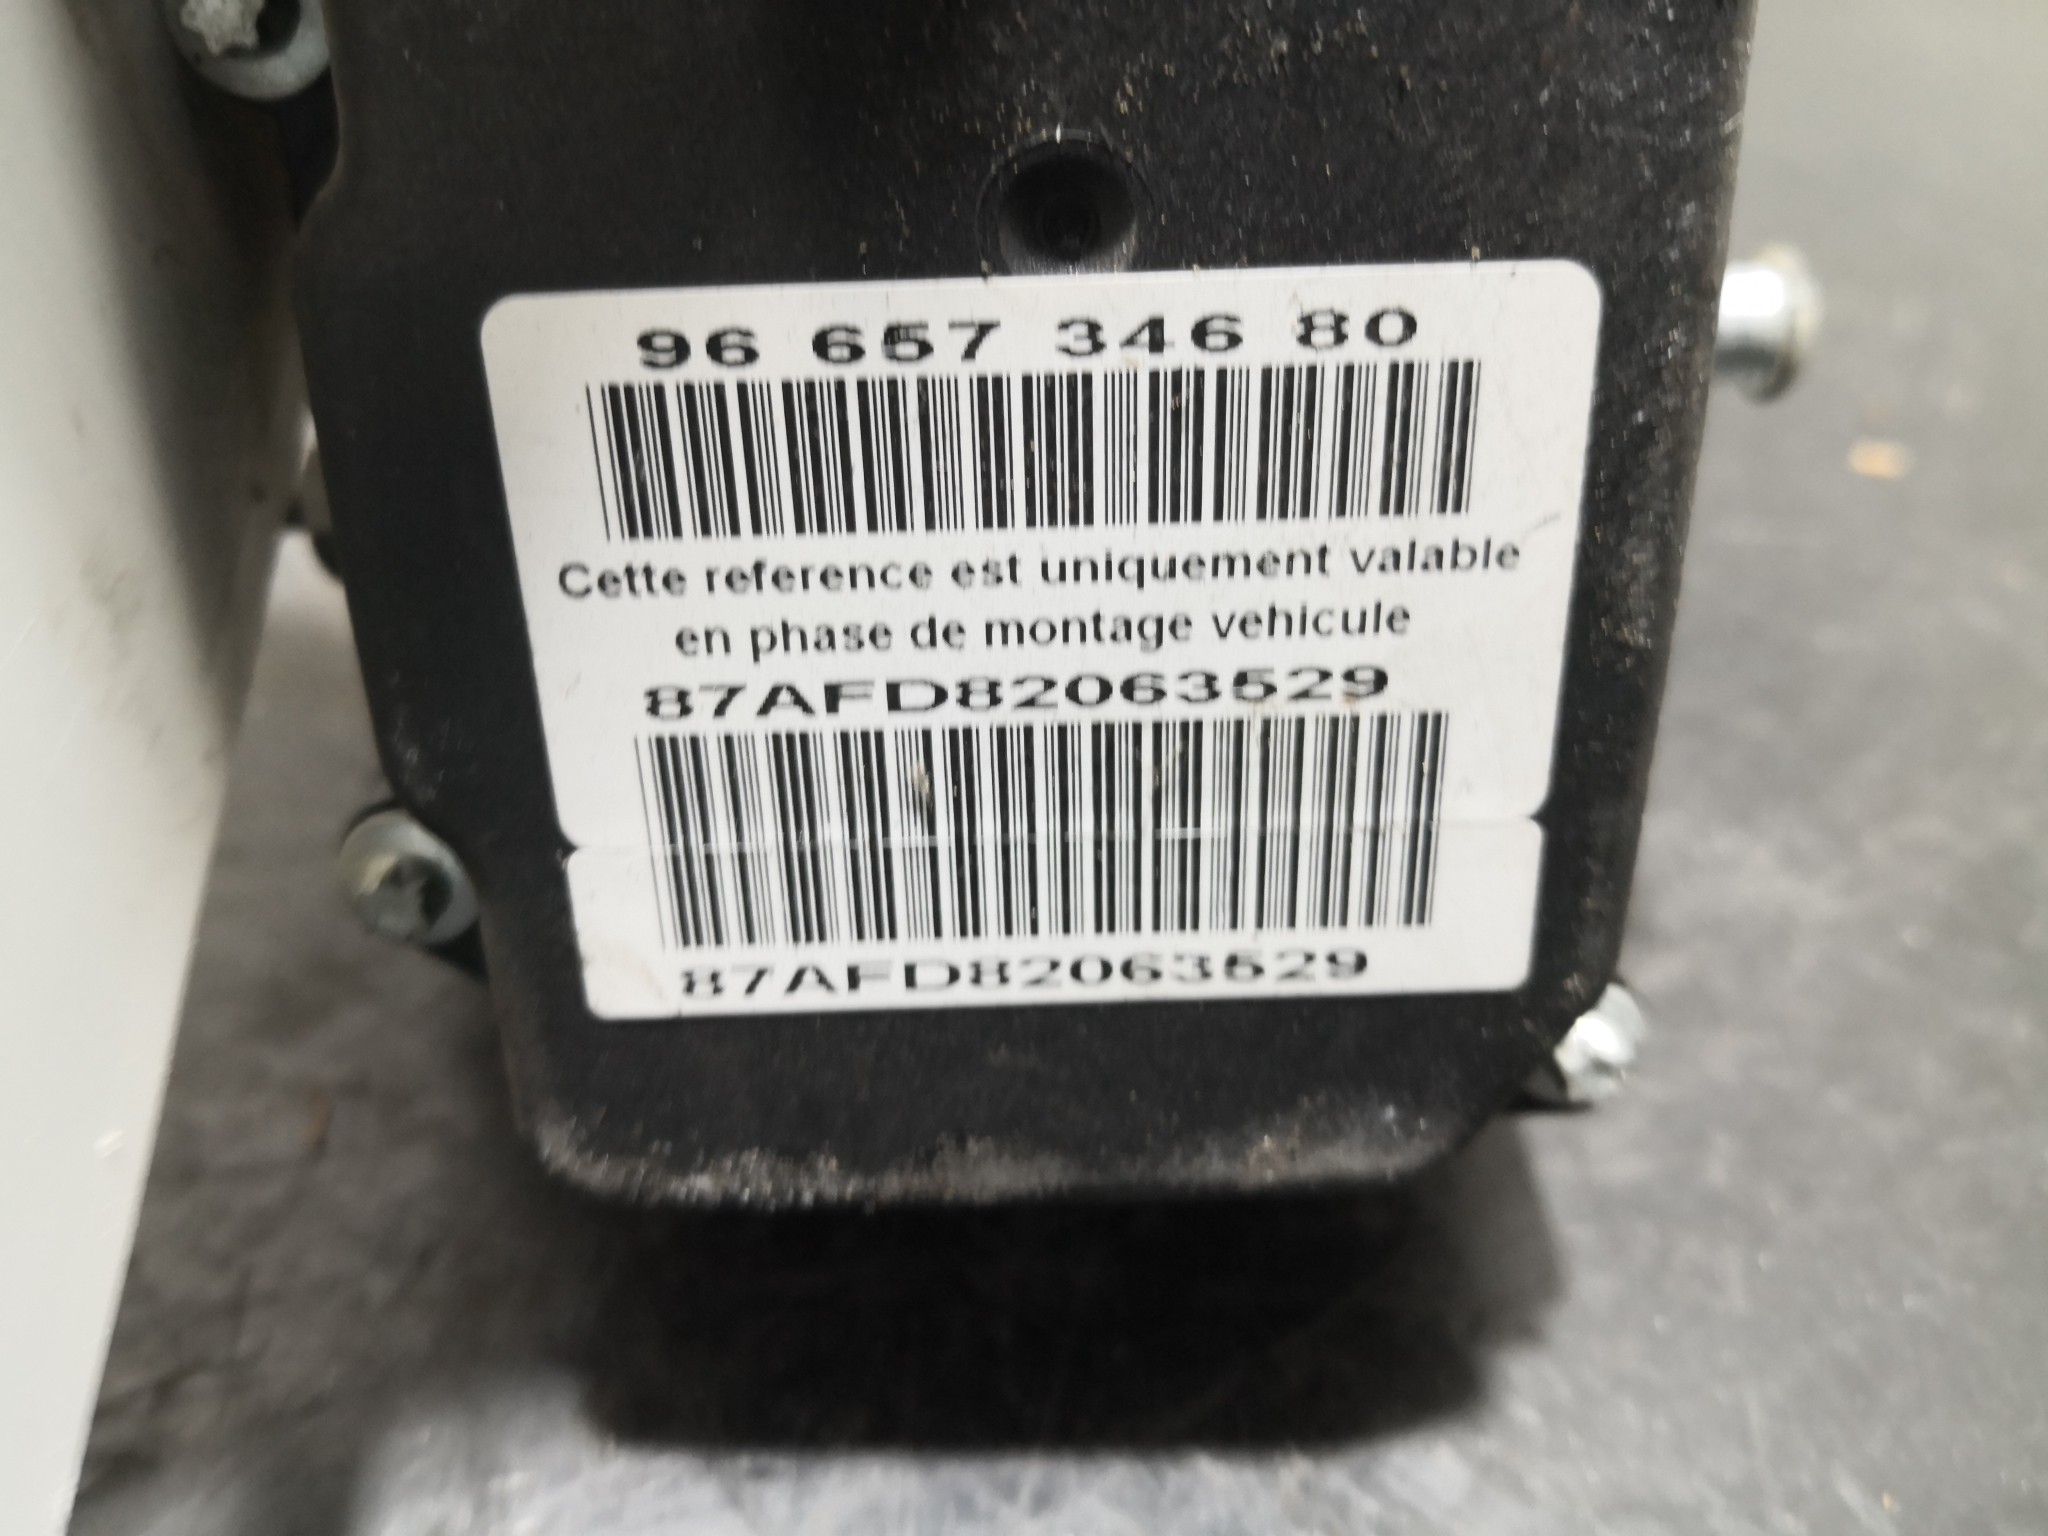 96 657 346 80
Cette reference est uniquement valable
en phase de montage vehicule
87AFD82063529
87AFD82063529